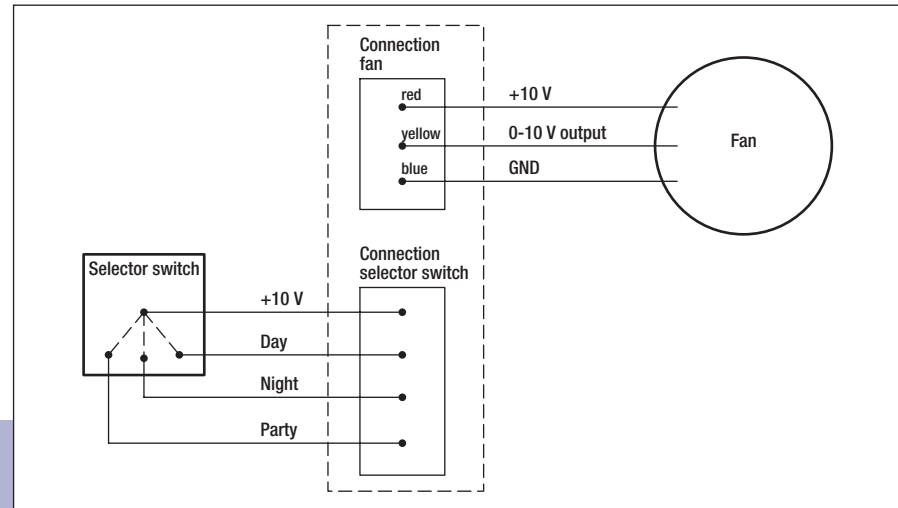 Connection
fan
red
+10 V
yellow
0-10 V output
Fan
blue
GND
Connection
selector switch
Selector switch
+10 V
Day
Night
Party